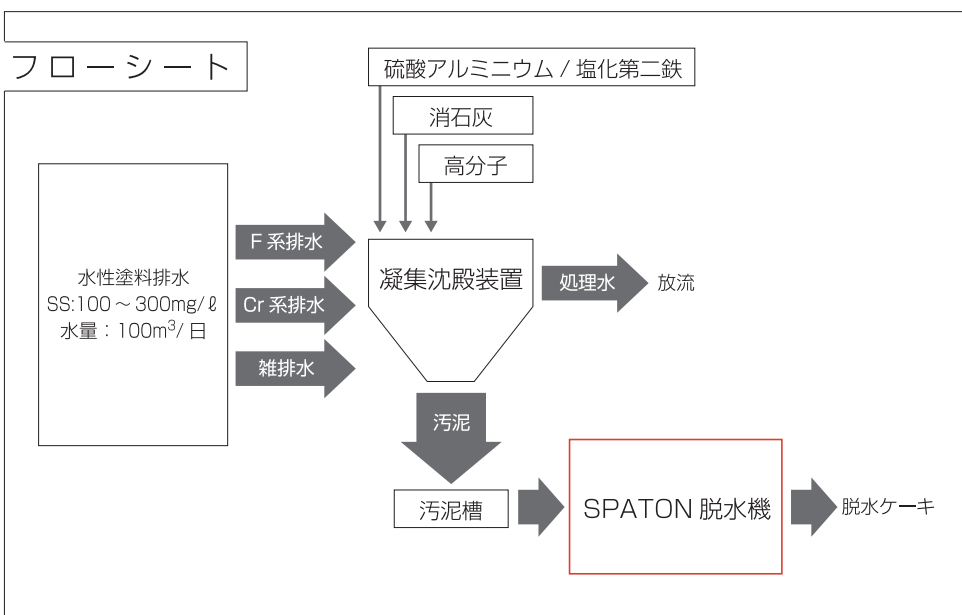 フローシート
硫酸アルミニウム / 塩化第二鉄
消石灰
高分子
水性塗料排水
SS:100～300mg/ℓ
水量：100m³/日
F 系排水
Cr 系排水
雑排水
凝集沈殿装置
処理水
放流
汚泥
汚泥槽
SPATON 脱水機
脱水ケーキ